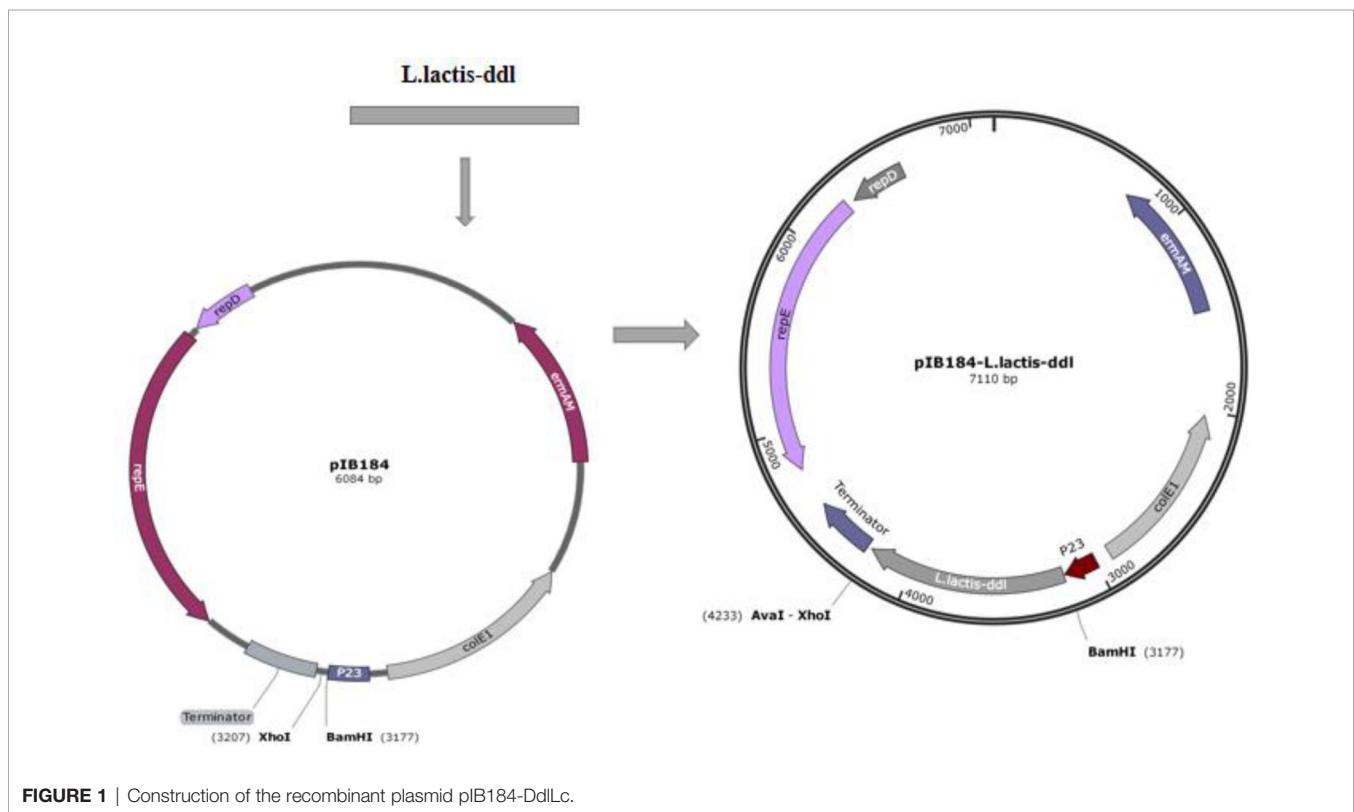 L.lactis-ddl
repD
repE
ermAM
pIB184
6084 bp
colE1
P23
Terminator
(3207) XhoI
BamHI (3177)
7000
1000
2000
3000
4000
5000
6000
repD
ermAM
repE
pIB184-L.lactis-ddl
7110 bp
colE1
P23
L.lactis-ddl
Terminator
(4233) AvaI - XhoI
BamHI (3177)
FIGURE 1 | Construction of the recombinant plasmid pIB184-DdlLc.